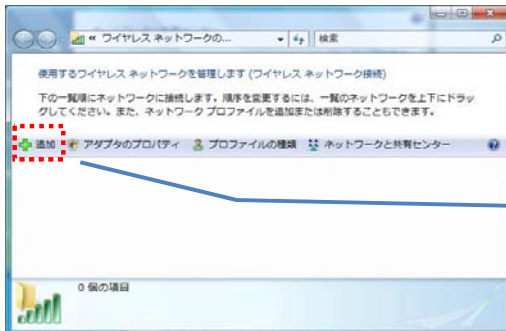 « ワイヤレス ネットワークの... 検索
使用するワイヤレス ネットワークを管理します (ワイヤレス ネットワーク接続)
下の一覧順にネットワークに接続します。順序を変更するには、一覧のネットワークを上下にドラッ
グしてください。また、ネットワーク プロファイルを追加または削除することもできます。
追加 アダプタのプロパティ プロファイルの種類 ネットワークと共有センター
0 個の項目